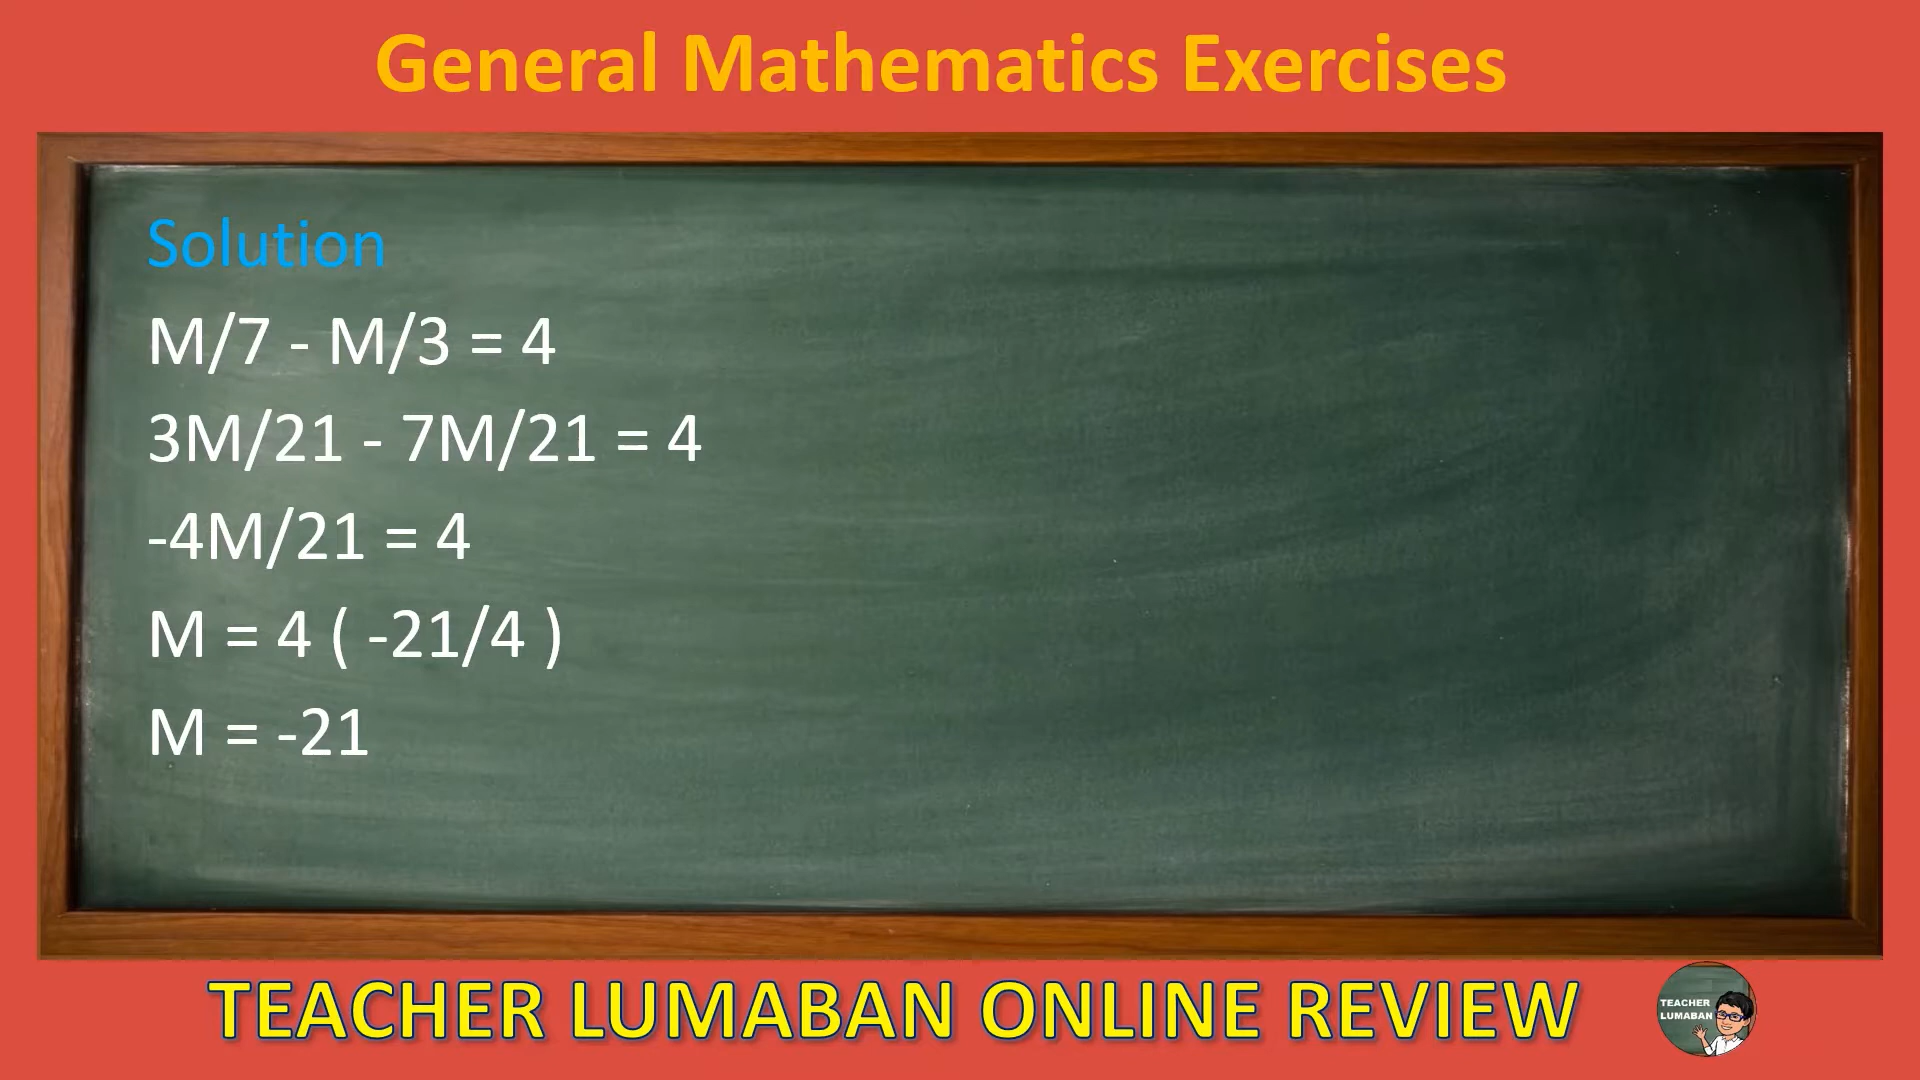 General Mathematics Exercises
Solution
M/7 - M/3 = 4
3M/21 - 7M/21 = 4
-4M/21 = 4
M = 4 ( -21/4 )
M = -21
TEACHER LUMABAN ONLINE REVIEW
TEACHER
LUMABAN